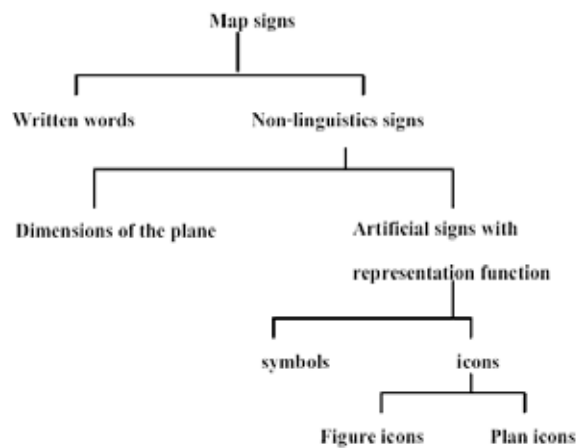 Map signs
Written words
Non-linguistics signs
Dimensions of the plane
Artificial signs with
representation function
symbols
icons
Figure icons
Plan icons